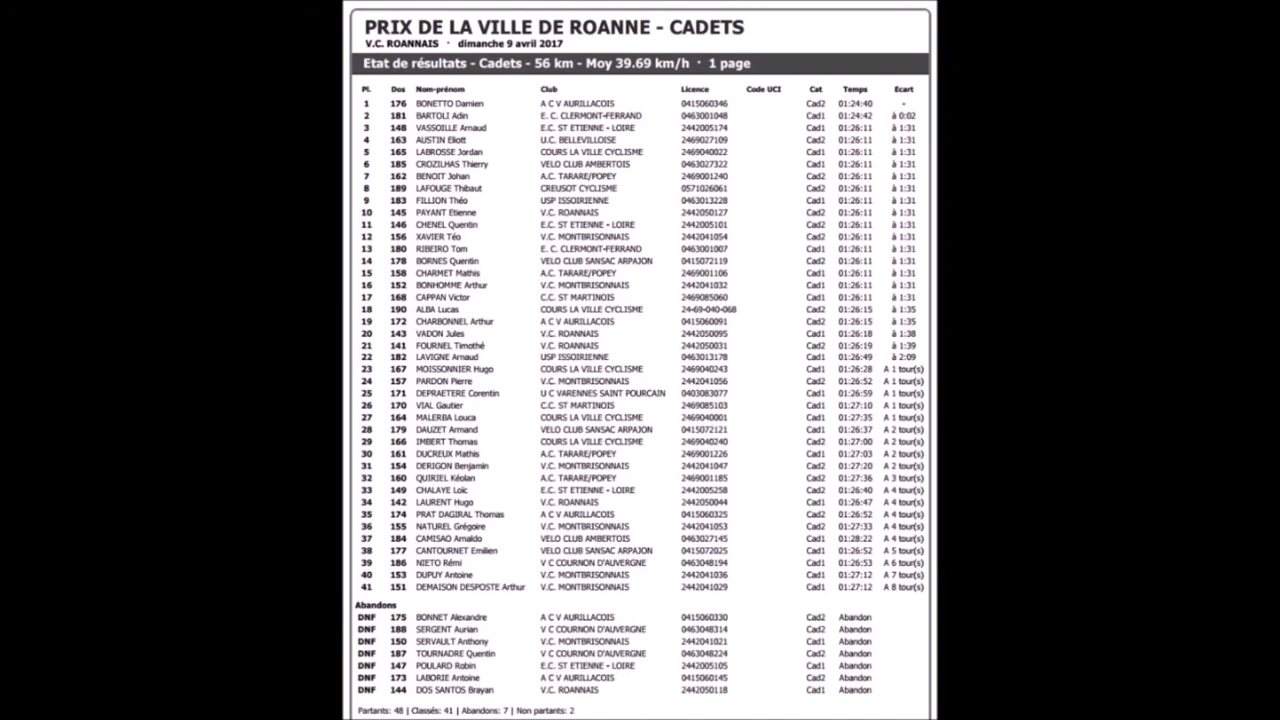 PRIX DE LA VILLE DE ROANNE - CADETS
V.C. ROANNAIS · dimanche 9 avril 2017
Etat de résultats - Cadets - 56 km - Moy 39.69 km/h · 1 page
Pl. Dos Nom-prénom Club Licence Code UCI Cat Temps Ecart
1 176 BONETTO Damien A C V AURILLACOIS 0415060346 Cad2 01:24:40 -
2 181 BARTOLI Adin E. C. CLERMONT-FERRAND 0463001048 Cad1 01:24:42 à 0:02
3 148 VASSOILLE Arnaud E.C. ST ETIENNE - LOIRE 2442005174 Cad1 01:26:11 à 1:31
4 163 AUSTIN Eliott U.C. BELLEVILLOISE 2469027109 Cad2 01:26:11 à 1:31
5 165 LABROSSE Jordan COURS LA VILLE CYCLISME 2469040022 Cad1 01:26:11 à 1:31
6 185 CROZILHAS Thierry VELO CLUB AMBERTOIS 0463027322 Cad1 01:26:11 à 1:31
7 162 BENOIT Johan A.C. TARARE/POPEY 2469001240 Cad2 01:26:11 à 1:31
8 189 LAFOUGE Thibaut CREUSOT CYCLISME 0571026061 Cad2 01:26:11 à 1:31
9 183 FILLION Théo USP ISSOIRIENNE 0463013228 Cad1 01:26:11 à 1:31
10 145 PAYANT Etienne V.C. ROANNAIS 2442050127 Cad2 01:26:11 à 1:31
11 146 CHENEL Quentin E.C. ST ETIENNE - LOIRE 2442005101 Cad2 01:26:11 à 1:31
12 156 XAVIER Téo V.C. MONTBRISONNAIS 2442041054 Cad2 01:26:11 à 1:31
13 180 RIBEIRO Tom E. C. CLERMONT-FERRAND 0463001007 Cad1 01:26:11 à 1:31
14 178 BORNES Quentin VELO CLUB SANSAC ARPAJON 0415072119 Cad2 01:26:11 à 1:31
15 158 CHARMET Mathis A.C. TARARE/POPEY 2469001106 Cad1 01:26:11 à 1:31
16 152 BONHOMME Arthur V.C. MONTBRISONNAIS 2442041032 Cad2 01:26:11 à 1:31
17 168 CAPPAN Victor C.C. ST MARTINOIS 2469085060 Cad1 01:26:11 à 1:31
18 190 ALBA Lucas COURS LA VILLE CYCLISME 24-69-040-068 Cad2 01:26:15 à 1:35
19 172 CHARBONNEL Arthur A C V AURILLACOIS 0415060091 Cad2 01:26:15 à 1:35
20 143 VADON Jules V.C. ROANNAIS 2442050095 Cad1 01:26:18 à 1:38
21 141 FOURNEL Timothé V.C. ROANNAIS 2442050031 Cad2 01:26:19 à 1:39
22 182 LAVIGNE Arnaud USP ISSOIRIENNE 0463013178 Cad1 01:26:49 à 2:09
23 167 MOISSONNIER Hugo COURS LA VILLE CYCLISME 2469040243 Cad1 01:26:28 A 1 tour(s)
24 157 PARDON Pierre V.C. MONTBRISONNAIS 2442041056 Cad2 01:26:52 A 1 tour(s)
25 171 DEPRAETERE Corentin U C VARENNES SAINT POURCAIN 0403083077 Cad1 01:26:59 A 1 tour(s)
26 170 VIAL Gautier C.C. ST MARTINOIS 2469085103 Cad1 01:27:10 A 1 tour(s)
27 164 MALERBA Louca COURS LA VILLE CYCLISME 2469040001 Cad1 01:27:35 A 1 tour(s)
28 179 DAUZET Armand VELO CLUB SANSAC ARPAJON 0415072121 Cad1 01:26:37 A 2 tour(s)
29 166 IMBERT Thomas COURS LA VILLE CYCLISME 2469040240 Cad2 01:27:00 A 2 tour(s)
30 161 DUCREUX Mathis A.C. TARARE/POPEY 2469001226 Cad1 01:27:03 A 2 tour(s)
31 154 DERIGON Benjamin V.C. MONTBRISONNAIS 2442041047 Cad2 01:27:20 A 2 tour(s)
32 160 QUIRIEL Kéolan A.C. TARARE/POPEY 2469001185 Cad2 01:27:36 A 3 tour(s)
33 149 CHALAYE Loïc E.C. ST ETIENNE - LOIRE 2442005258 Cad1 01:26:40 A 4 tour(s)
34 142 LAURENT Hugo V.C. ROANNAIS 2442050044 Cad1 01:26:47 A 4 tour(s)
35 174 PRAT DAGIRAL Thomas A C V AURILLACOIS 0415060325 Cad2 01:26:52 A 4 tour(s)
36 155 NATUREL Grégoire V.C. MONTBRISONNAIS 2442041053 Cad2 01:27:33 A 4 tour(s)
37 184 CAMISAO Arnaldo VELO CLUB AMBERTOIS 0463027145 Cad1 01:28:22 A 4 tour(s)
38 177 CANTOURNET Emilien VELO CLUB SANSAC ARPAJON 0415072025 Cad1 01:26:52 A 5 tour(s)
39 186 NIETO Rémi V C COURNON D'AUVERGNE 0463048194 Cad1 01:26:53 A 6 tour(s)
40 153 DUPUY Antoine V.C. MONTBRISONNAIS 2442041036 Cad1 01:27:12 A 7 tour(s)
41 151 DEMAISON DESPOSTE Arthur V.C. MONTBRISONNAIS 2442041029 Cad1 01:27:12 A 8 tour(s)
Abandons
DNF 175 BONNET Alexandre A C V AURILLACOIS 0415060330 Cad2 Abandon
DNF 188 SERGENT Aurian V C COURNON D'AUVERGNE 0463048314 Cad2 Abandon
DNF 150 SERVAULT Anthony V.C. MONTBRISONNAIS 2442041021 Cad1 Abandon
DNF 187 TOURNADRE Quentin V C COURNON D'AUVERGNE 0463048224 Cad2 Abandon
DNF 147 POULARD Robin E.C. ST ETIENNE - LOIRE 2442005105 Cad1 Abandon
DNF 173 LABORIE Antoine A C V AURILLACOIS 0415060145 Cad2 Abandon
DNF 144 DOS SANTOS Brayan V.C. ROANNAIS 2442050118 Cad1 Abandon
Partants: 48 | Classés: 41 | Abandons: 7 | Non partants: 2